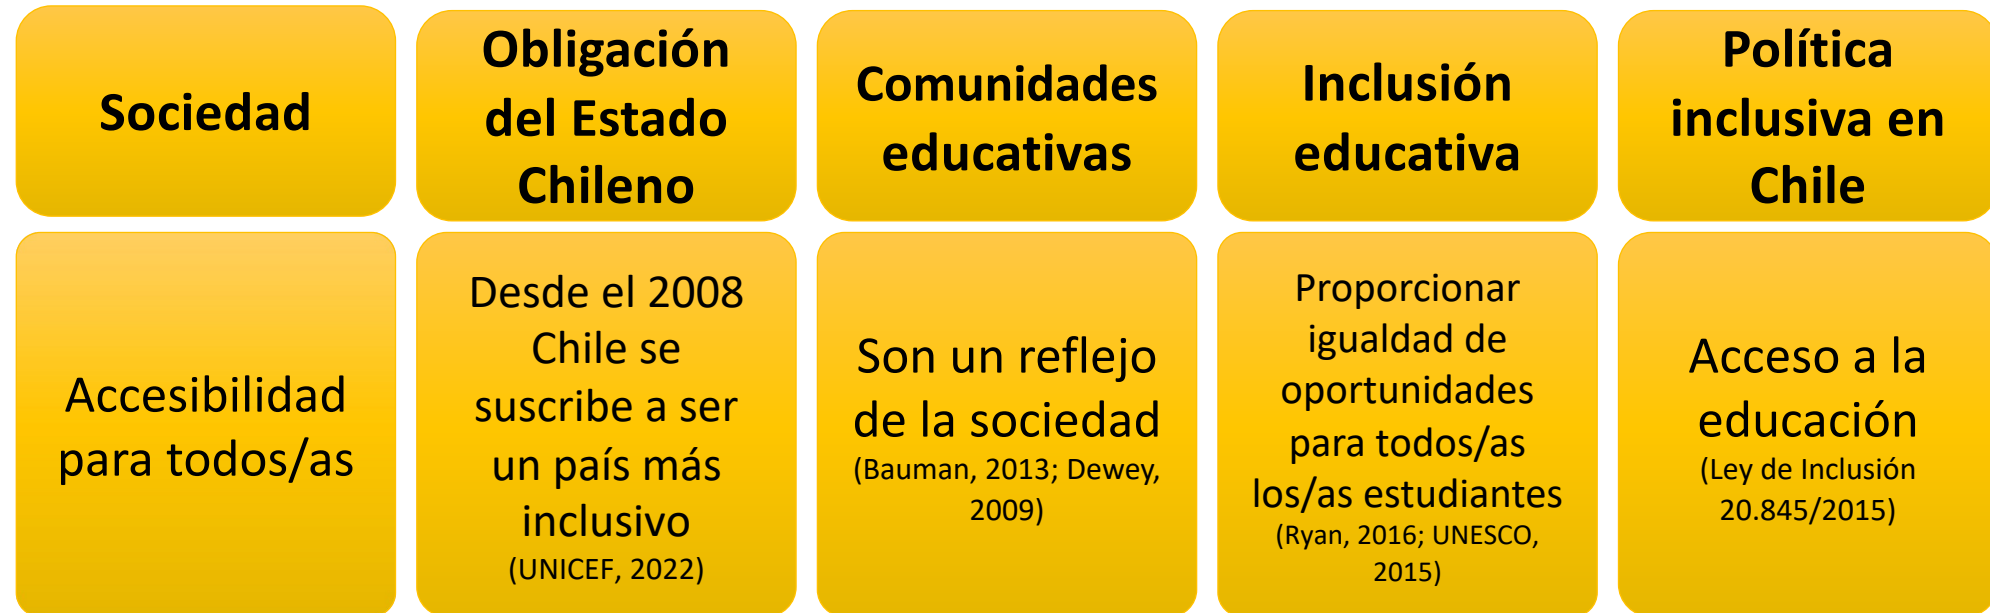 Sociedad
Obligación
del Estado
Chileno
Comunidades
educativas
Inclusión
educativa
Política
inclusiva en
Chile
Accesibilidad
para todos/as
Desde el 2008
Chile se
suscribe a ser
un país más
inclusivo
(UNICEF, 2022)
Son un reflejo
de la sociedad
(Bauman, 2013; Dewey,
2009)
Proporcionar
igualdad de
oportunidades
para todos/as
los/as estudiantes
(Ryan, 2016; UNESCO,
2015)
Acceso a la
educación
(Ley de Inclusión
20.845/2015)